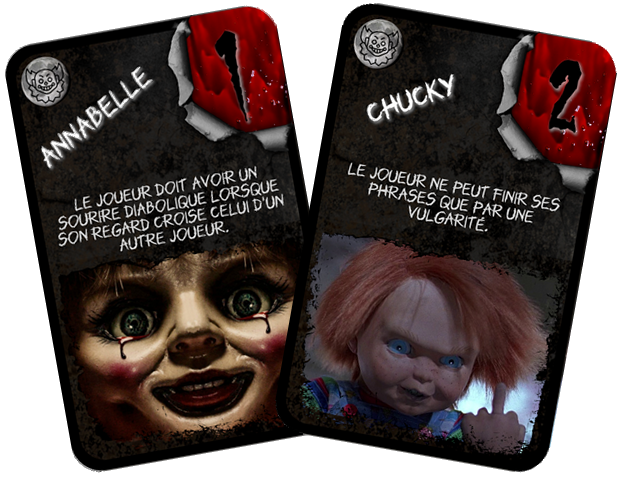 1
ANNABELLE
LE JOUEUR DOIT AVOIR UN
SOURIRE DIABOLIQUE LORSQUE
SON REGARD CROISE CELUI D'UN
AUTRE JOUEUR.
2
CHUCKY
LE JOUEUR NE PEUT FINIR SES
PHRASES QUE PAR UNE
VULGARITÉ.